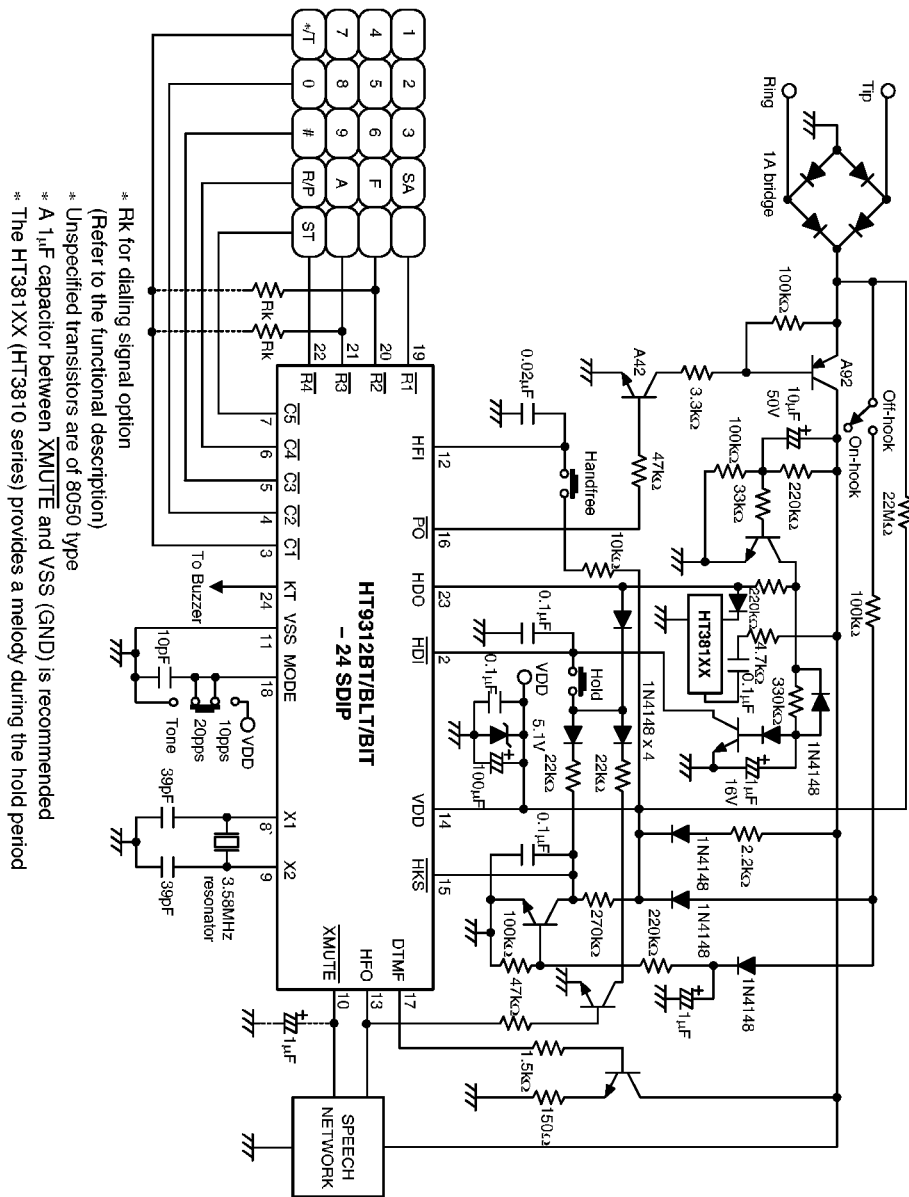 Tip
Ring
1A bridge
100kΩ
A92
Off-hook
On-hook
22MΩ
100kΩ
10µF
50V
+
220kΩ
100kΩ
33kΩ
3.3kΩ
A42
47kΩ
HT381XX
220kΩ
4.7kΩ
0.1µF
330kΩ
1N4148
1µF
16V
+
2.2kΩ
1N4148
1N4148
1N4148
220kΩ
+
1µF
270kΩ
100kΩ
47kΩ
1.5kΩ
150Ω
0.02µF
Handfree
10kΩ
0.1µF
Hold
1N4148 x 4
22kΩ
22kΩ
VDD
0.1µF
5.1V
+
100µF
0.1µF
1 2 3 SA
4 5 6 F
7 8 9 A
*/T 0 # R/P ST
Rk
Rk
19 20 21 22
R1
R2
R3
R4
12 16 23 2 14 15 17 13 10
HFI
PO
HDO
HDI
VDD
HKS
DTMF
HFO
XMUTE
HT9312BT/BLT/BIT
– 24 SDIP
C5
C4
C3
C2
C1
KT
VSS
MODE
X1
X2
7 6 5 4 3 24 11 18 8` 9
To Buzzer
10pF
Tone
20pps
10pps
VDD
39pF
39pF
3.58MHz
resonator
+
1µF
SPEECH
NETWORK
* Rk for dialing signal option
(Refer to the functional description)
* Unspecified transistors are of 8050 type
* A 1µF capacitor between XMUTE and VSS (GND) is recommended
* The HT381XX (HT3810 series) provides a melody during the hold period